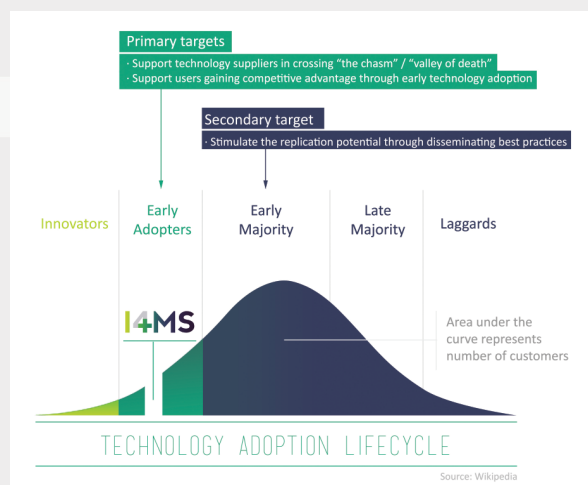 Primary targets
· Support technology suppliers in crossing “the chasm” / “valley of death”
· Support users gaining competitive advantage through early technology adoption
Secondary target
· Stimulate the replication potential through disseminating best practices
Innovators
Early
Adopters
Early
Majority
Late
Majority
Laggards
I4MS
Area under the
curve represents
number of customers
TECHNOLOGY ADOPTION LIFECYCLE
Source: Wikipedia